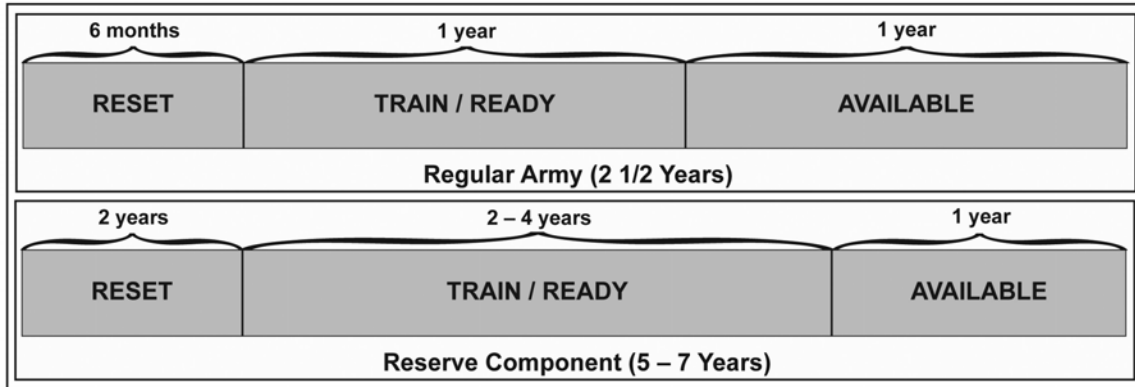 6 months 1 year 1 year
RESET TRAIN / READY AVAILABLE
Regular Army (2 1/2 Years)
2 years 2 – 4 years 1 year
RESET TRAIN / READY AVAILABLE
Reserve Component (5 – 7 Years)